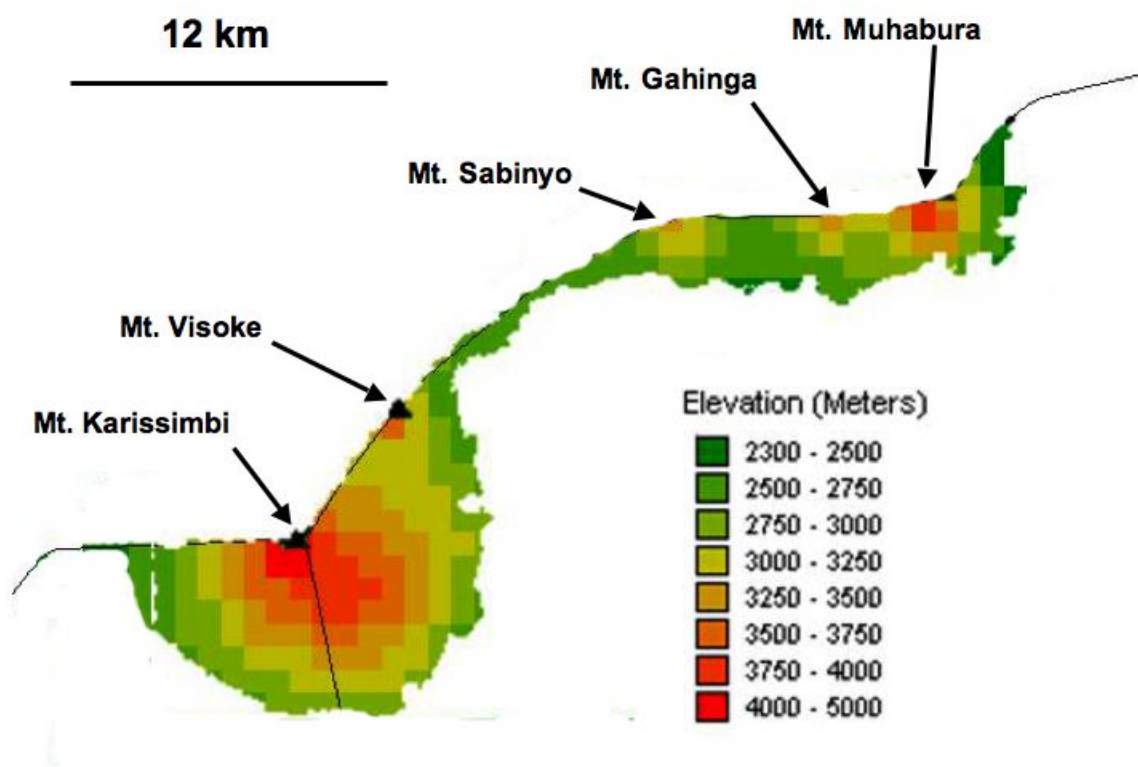 12 km
Mt. Muhabura
Mt. Gahinga
Mt. Sabinyo
Mt. Visoke
Mt. Karissimbi
Elevation (Meters)
2300 - 2500
2500 - 2750
2750 - 3000
3000 - 3250
3250 - 3500
3500 - 3750
3750 - 4000
4000 - 5000